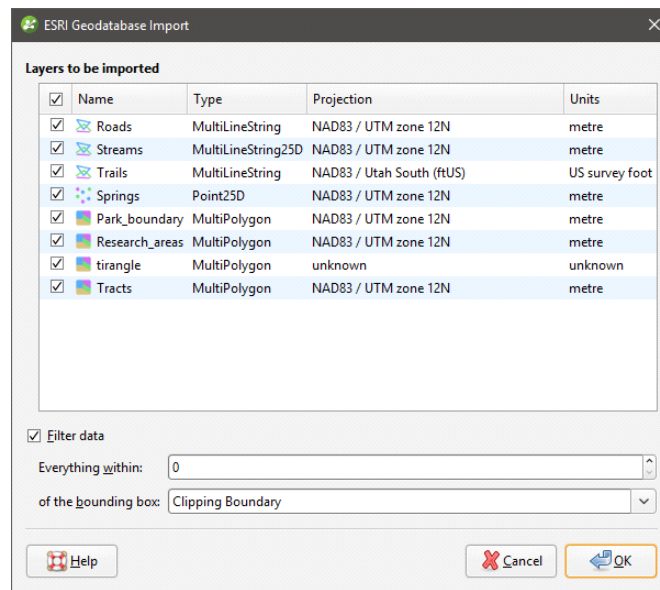 ESRI Geodatabase Import
Layers to be imported
Name Type Projection Units
Roads MultiLineString NAD83 / UTM zone 12N metre
Streams MultiLineString25D NAD83 / UTM zone 12N metre
Trails MultiLineString NAD83 / Utah South (ftUS) US survey foot
Springs Point25D NAD83 / UTM zone 12N metre
Park_boundary MultiPolygon NAD83 / UTM zone 12N metre
Research_areas MultiPolygon NAD83 / UTM zone 12N metre
tirangle MultiPolygon unknown unknown
Tracts MultiPolygon NAD83 / UTM zone 12N metre
Filter data
Everything within: 0
of the bounding box: Clipping Boundary
Help Cancel OK